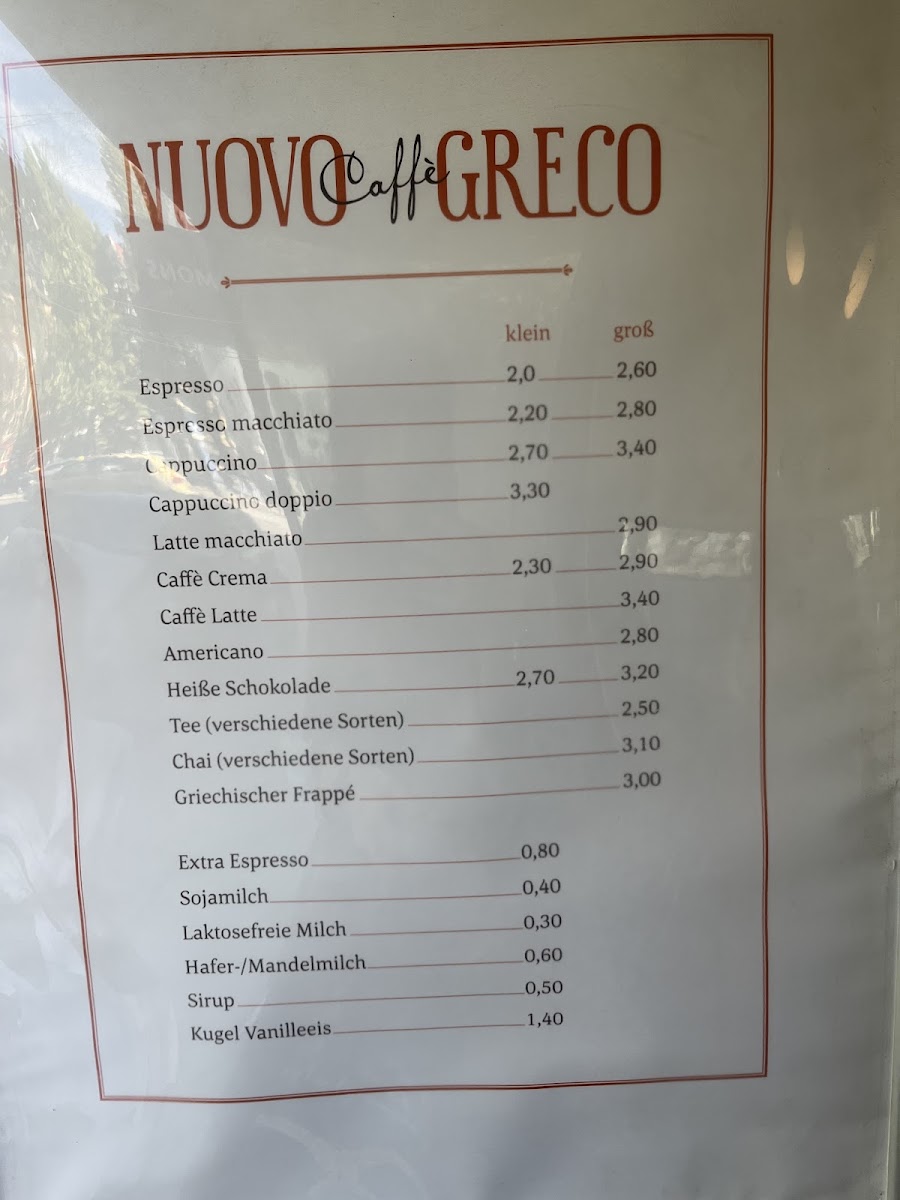 NUOVO Caffè GRECO
klein groß
Espresso 2,0 2,60
Espresso macchiato 2,20 2,80
Cappuccino 2,70 3,40
Cappuccino doppio 3,30
Latte macchiato 2,90
Caffè Crema 2,30 2,90
Caffè Latte 3,40
Americano 2,80
Heiße Schokolade 2,70 3,20
Tee (verschiedene Sorten) 2,50
Chai (verschiedene Sorten) 3,10
Griechischer Frappé 3,00
Extra Espresso 0,80
Sojamilch 0,40
Laktosefreie Milch 0,30
Hafer-/Mandelmilch 0,60
Sirup 0,50
Kugel Vanilleeis 1,40